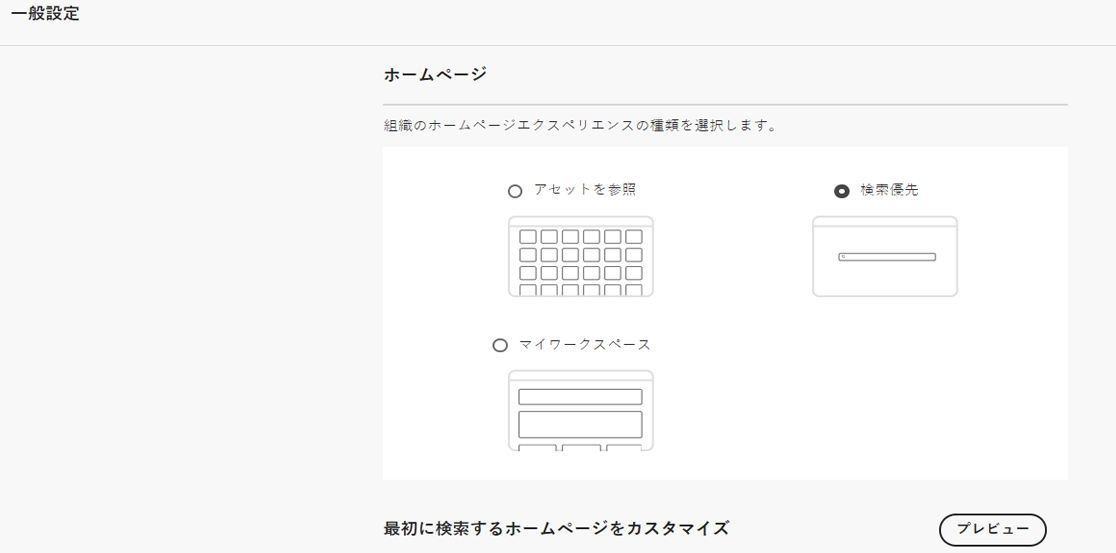 一般設定
ホームページ
組織のホームページエクスペリエンスの種類を選択します。
アセットを参照
検索優先
マイワークスペース
最初に検索するホームページをカスタマイズ
プレビュー